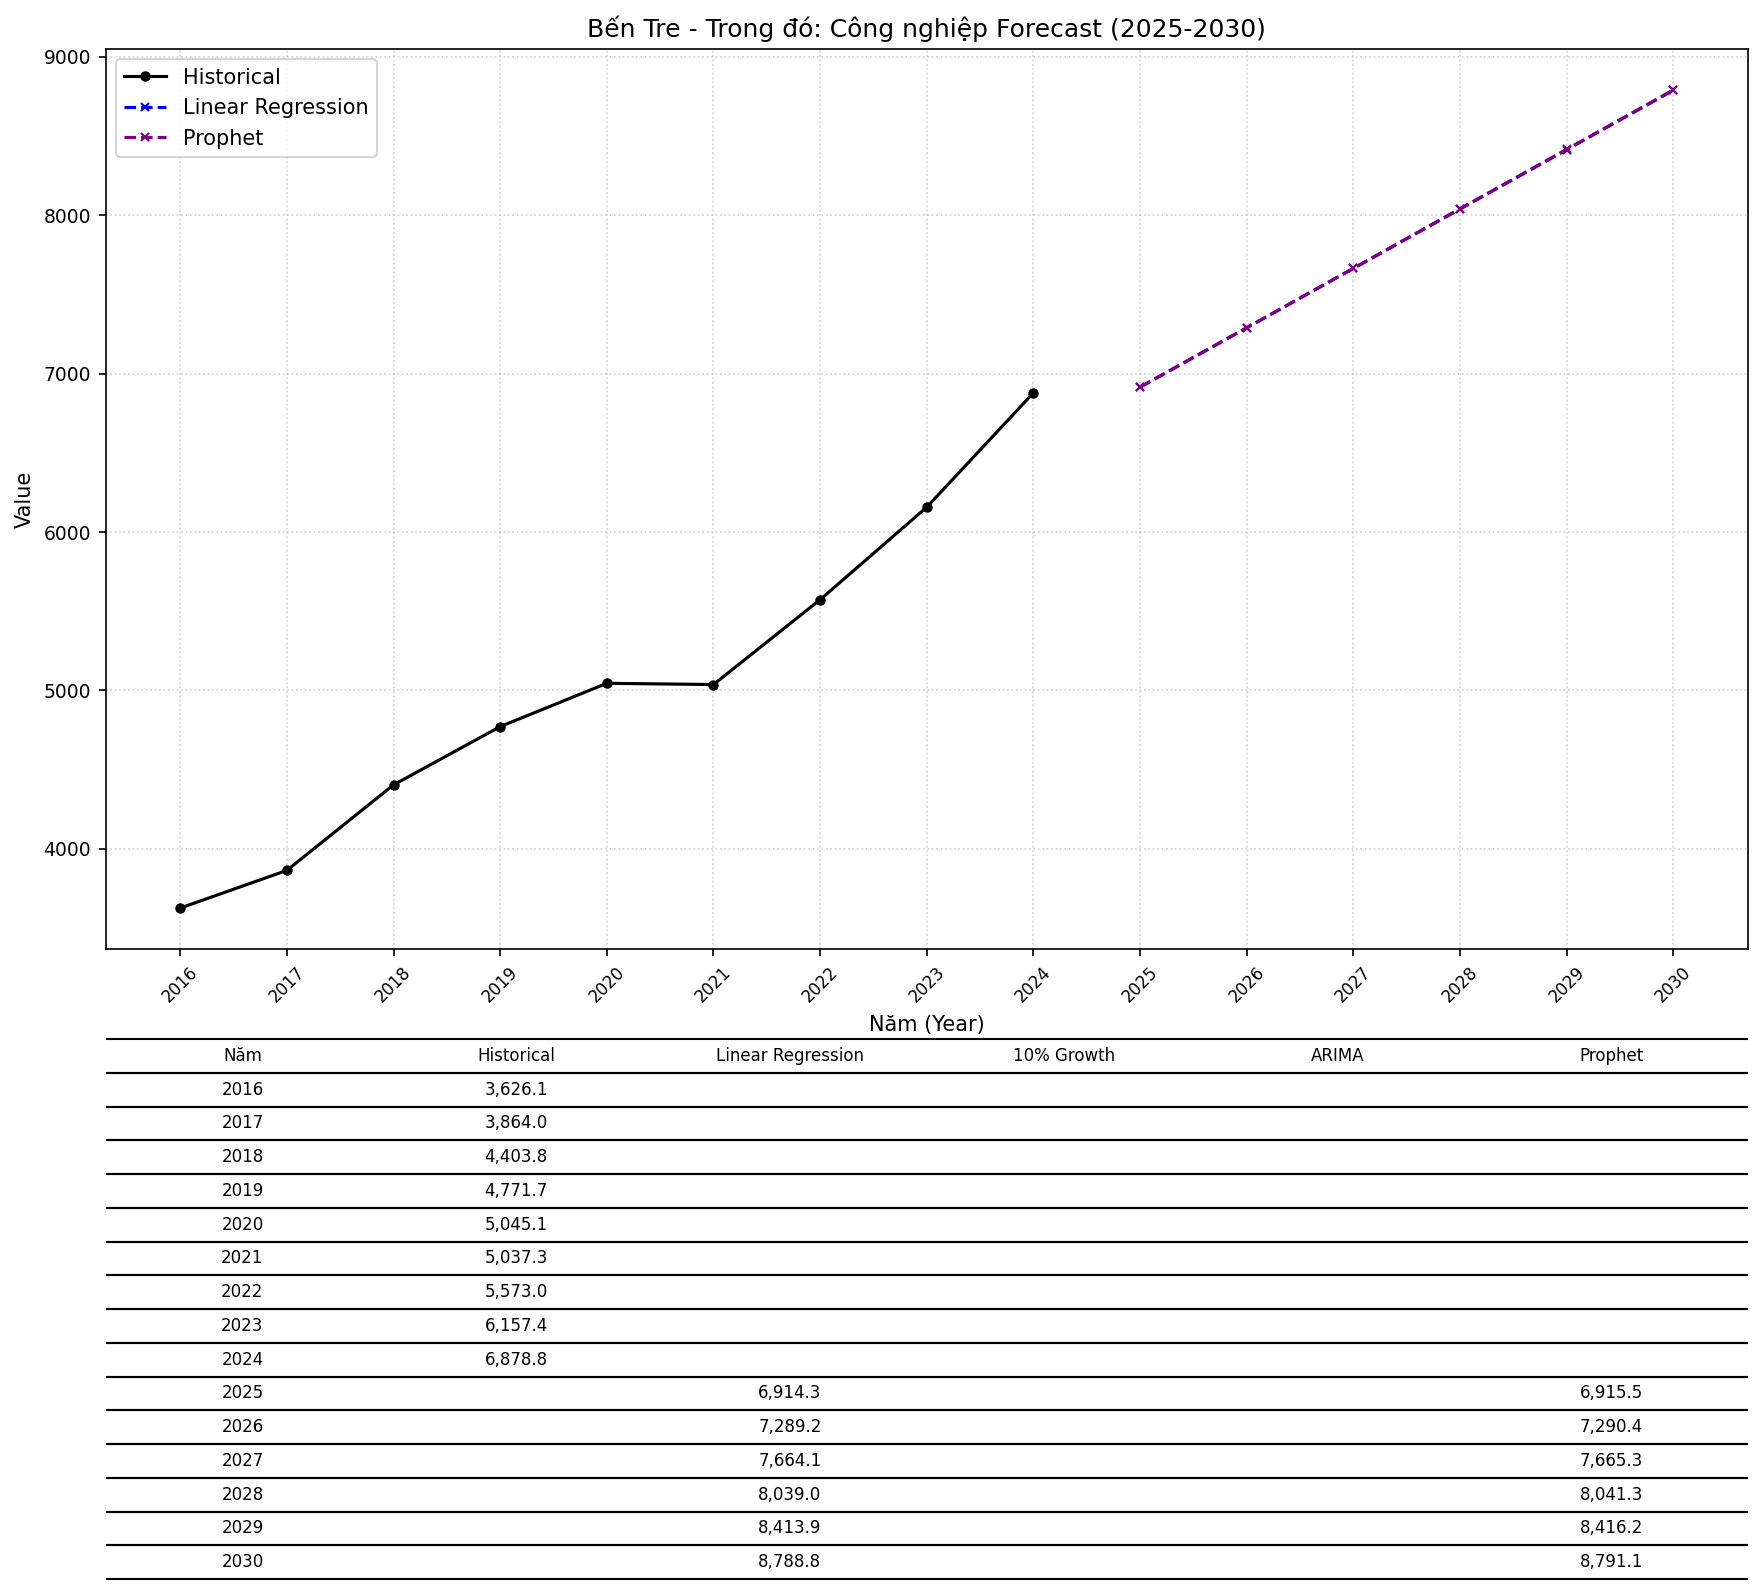 Bến Tre - Trong đó: Công nghiệp Forecast (2025-2030)
Historical
Linear Regression
Prophet
Value
9000
8000
7000
6000
5000
4000
2016 2017 2018 2019 2020 2021 2022 2023 2024 2025 2026 2027 2028 2029 2030
Năm (Year)
Năm Historical Linear Regression 10% Growth ARIMA Prophet
2016 3,626.1
2017 3,864.0
2018 4,403.8
2019 4,771.7
2020 5,045.1
2021 5,037.3
2022 5,573.0
2023 6,157.4
2024 6,878.8
2025 6,914.3 6,915.5
2026 7,289.2 7,290.4
2027 7,664.1 7,665.3
2028 8,039.0 8,041.3
2029 8,413.9 8,416.2
2030 8,788.8 8,791.1